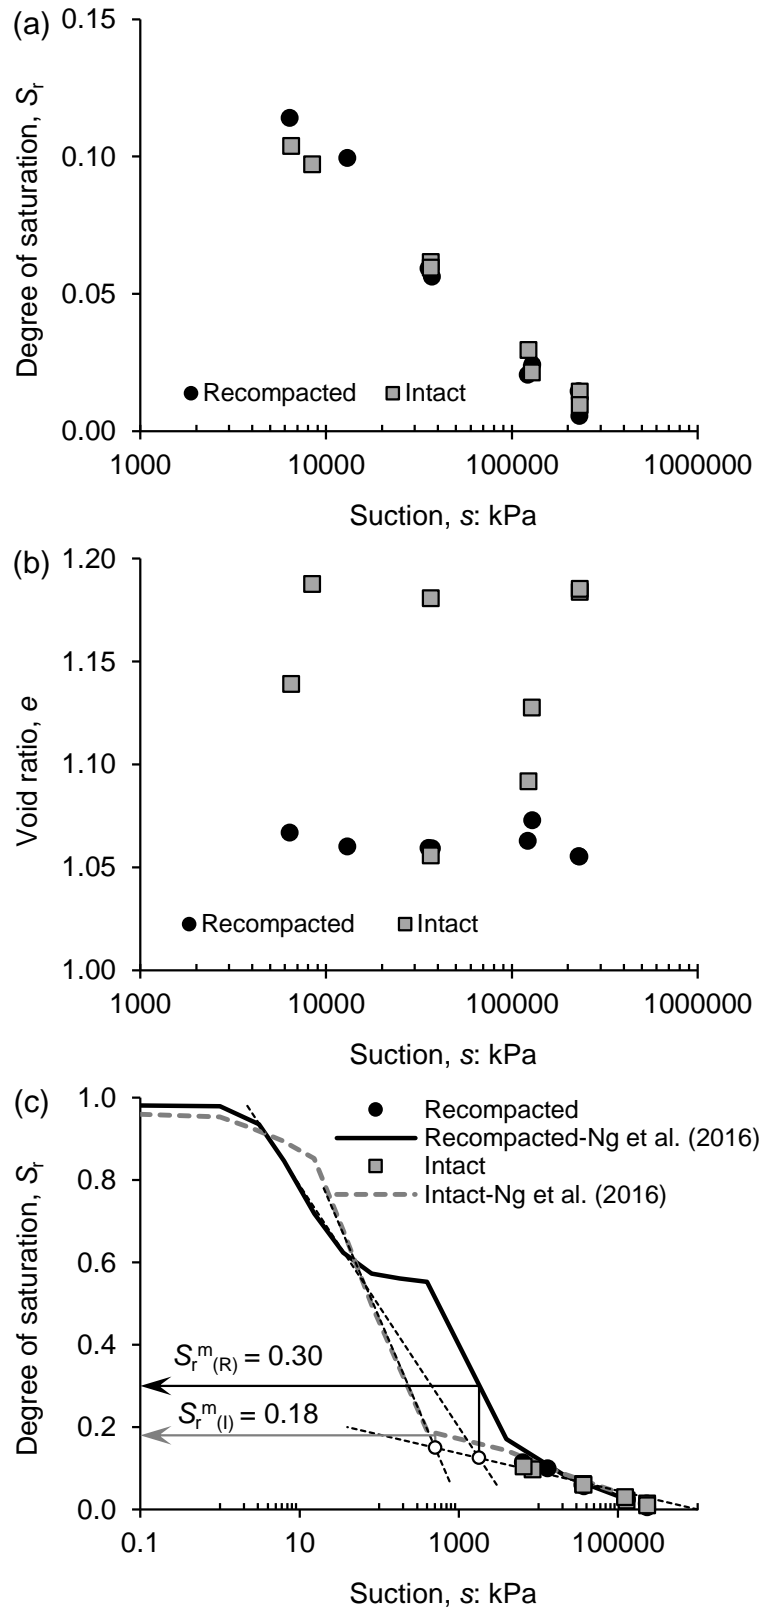 (a)
0.15
0.10
0.05
0.00
Degree of saturation, Sr
Recompacted Intact
1000 10000 100000 1000000
Suction, s: kPa
(b)
1.20
1.15
1.10
1.05
1.00
Void ratio, e
Recompacted Intact
1000 10000 100000 1000000
Suction, s: kPa
(c)
1.0
0.8
0.6
0.4
0.2
0.0
Degree of saturation, Sr
Recompacted
Recompacted-Ng et al. (2016)
Intact
Intact-Ng et al. (2016)
Srm(R) = 0.30
Srm(I) = 0.18
0.1 10 1000 100000
Suction, s: kPa